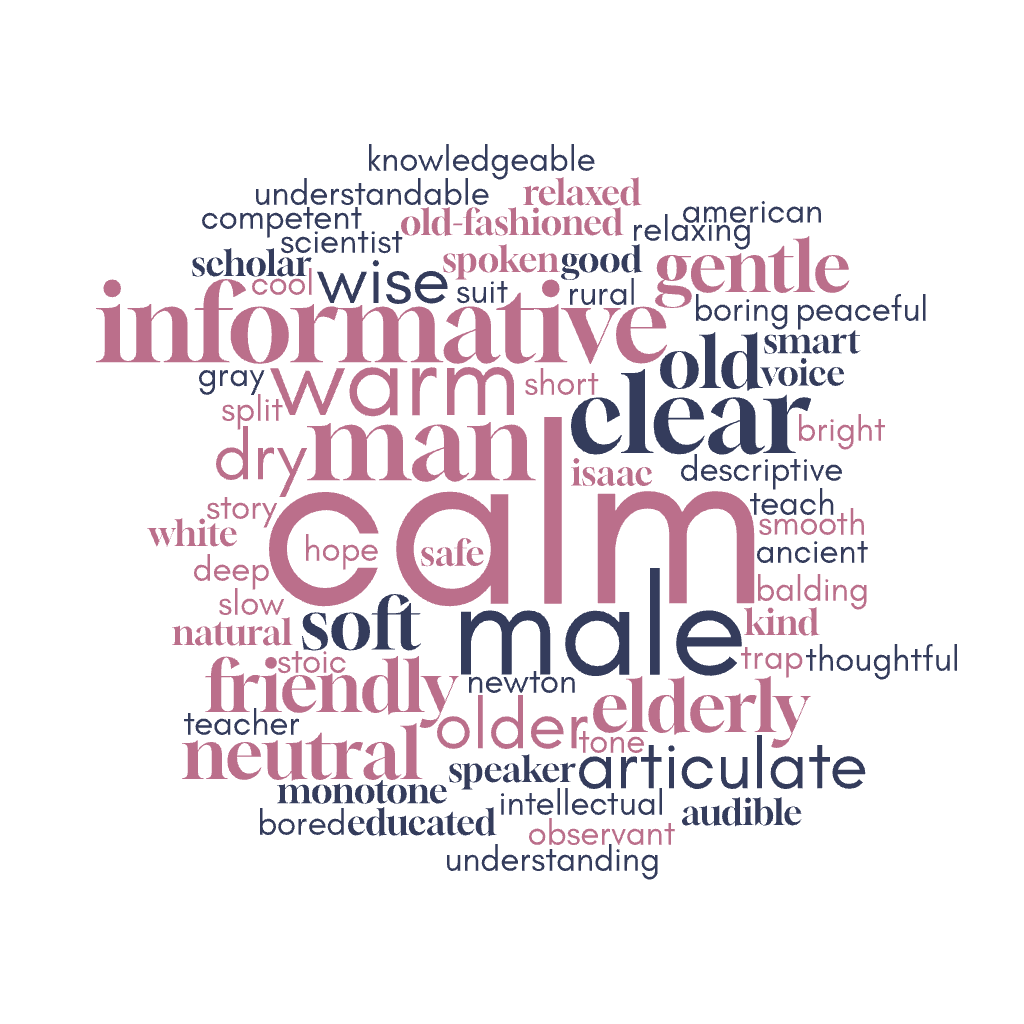 knowledgeable
understandable
relaxed
competent
old-fashioned
american
scientist
relaxing
scholar
cool
wise
suit
spoken
good
rural
gentle
informative
boring
peaceful
gray
warm
short
old
smart
voice
split
clear
bright
dry
man
isaac
descriptive
story
calm
teach
white
hope
safe
smooth
deep
ancient
slow
balding
natural
soft
male
kind
stoic
trap
thoughtful
friendly
newton
elderly
teacher
older
tone
neutral
speaker
articulate
monotone
intellectual
audible
bored
educated
observant
understanding